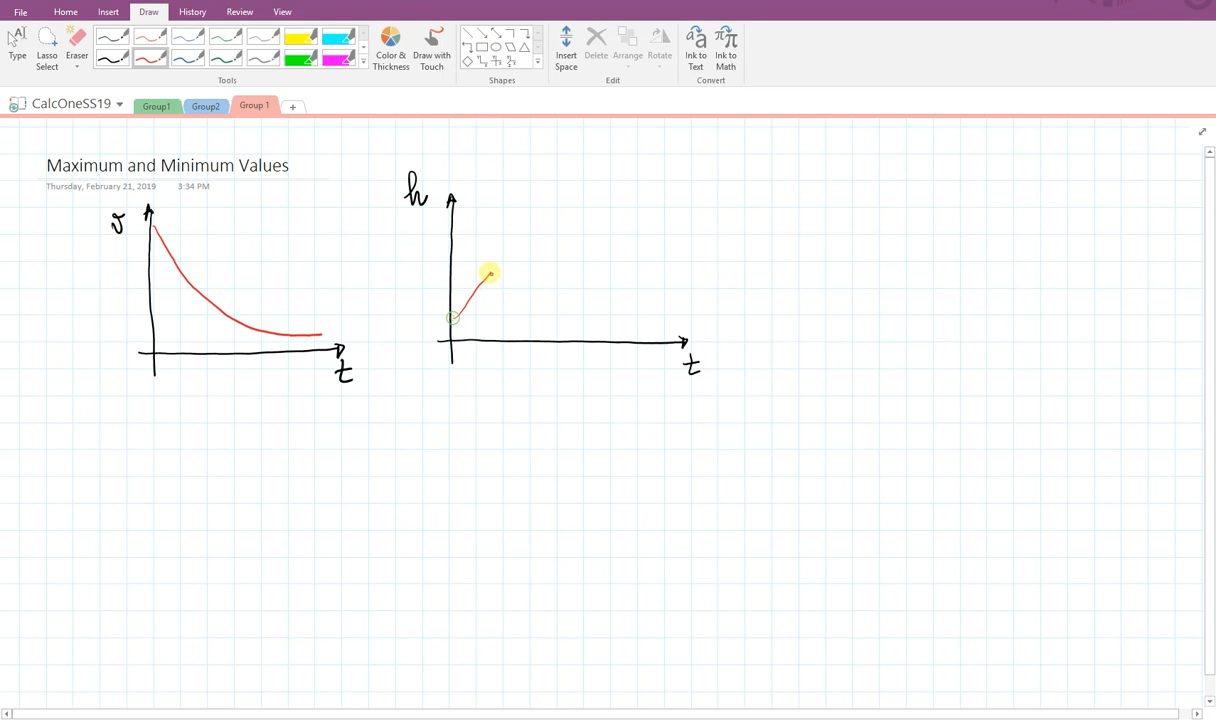 File Home Insert Draw History Review View
Type
Lasso Select
Eraser
Color & Thickness
Draw with Touch
Insert Space
Delete
Arrange
Rotate
Ink to Text
Ink to Math
Tools
Shapes
Edit
Convert
CalcOneSS19 Group1 Group2 Group 1
Maximum and Minimum Values
Thursday, February 21, 2019 3:34 PM
h
t
t